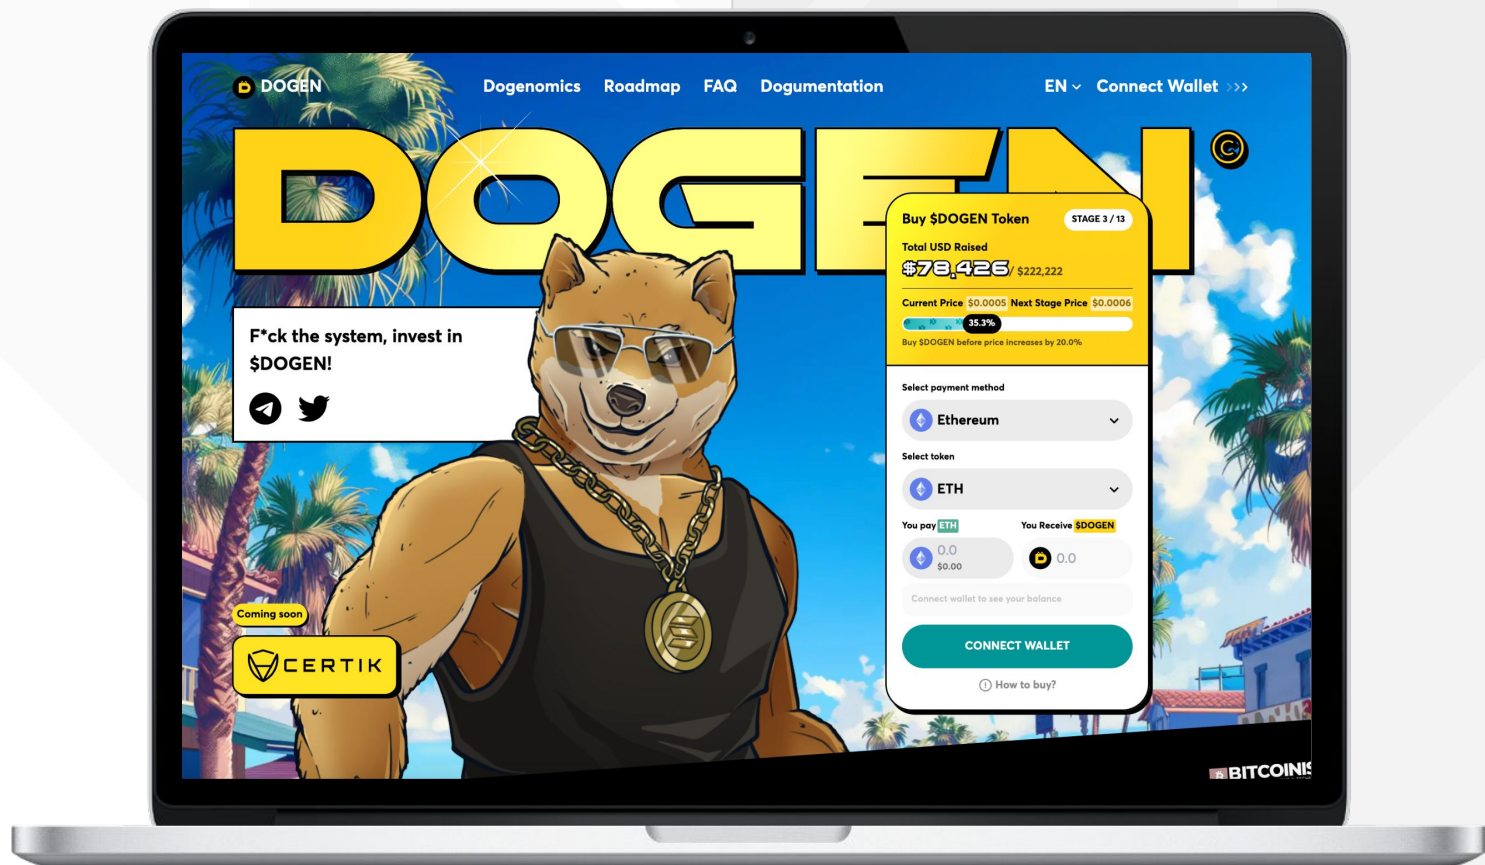 DOGEN
Dogenomics Roadmap FAQ Dogumentation
EN Connect Wallet
DOGEN
F*ck the system, invest in
$DOGEN!
Coming soon
CERTIK
Buy $DOGEN Token
STAGE 3 / 13
Total USD Raised
$78,426/ $222,222
Current Price $0.0005 Next Stage Price $0.0006
35.3%
Buy $DOGEN before price increases by 20.0%
Select payment method
Ethereum
Select token
ETH
You pay ETH You Receive $DOGEN
0.0
$0.00
0.0
Connect wallet to see your balance
CONNECT WALLET
How to buy?
BITCOINIS